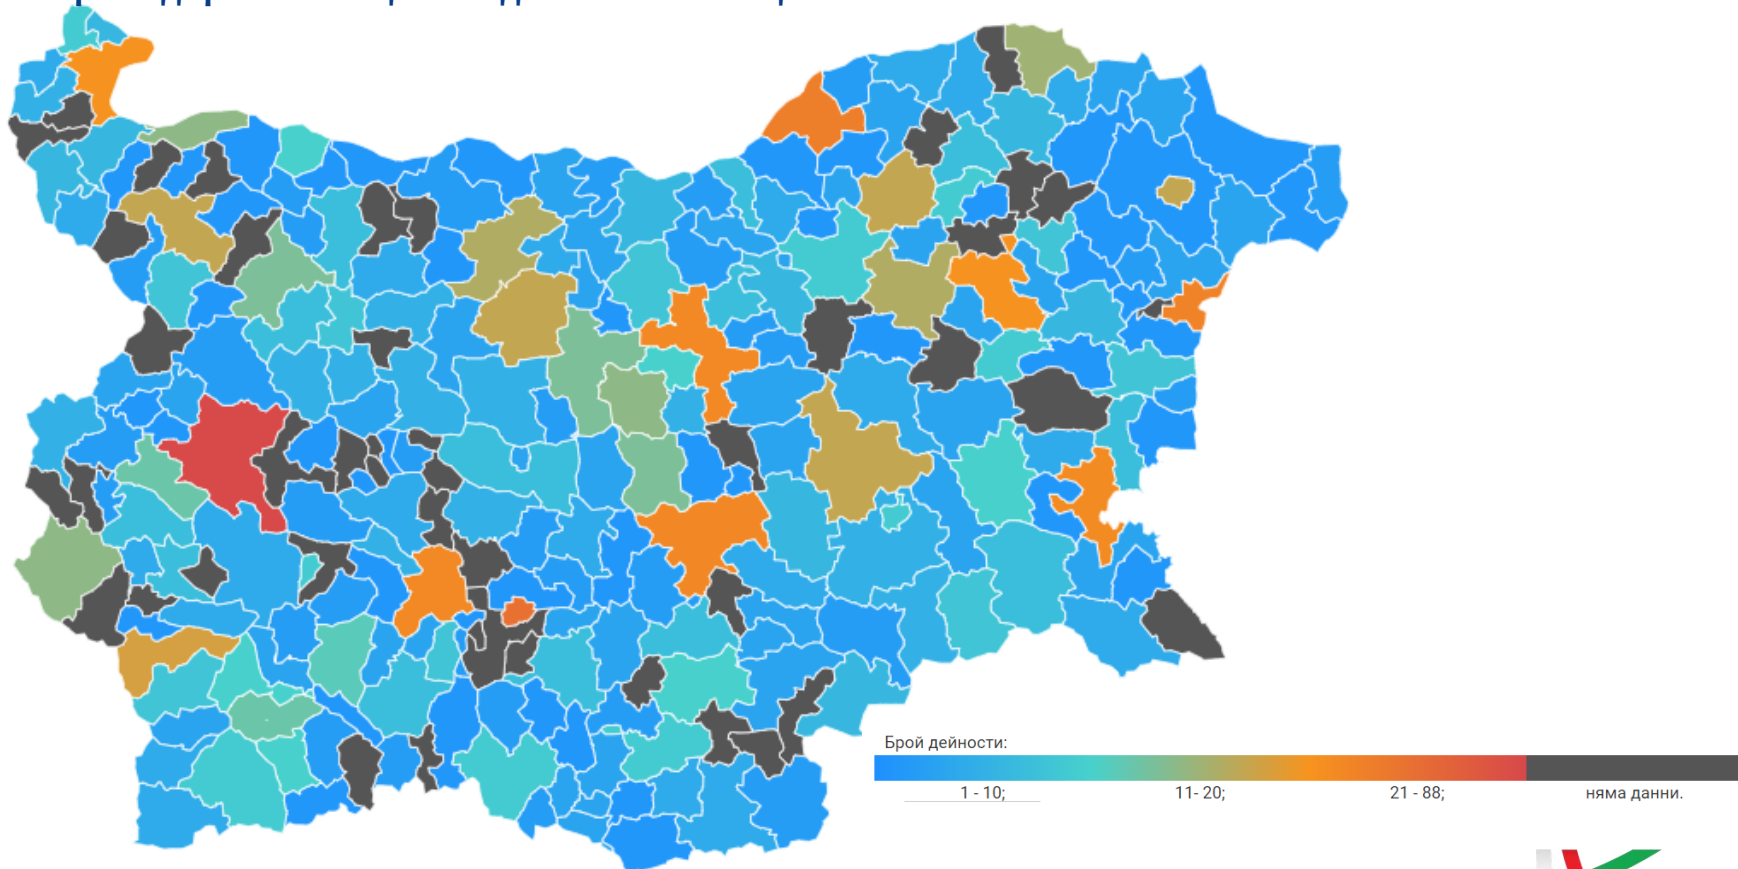 Брой дейности:
1 - 10;
11- 20;
21 - 88;
няма данни.